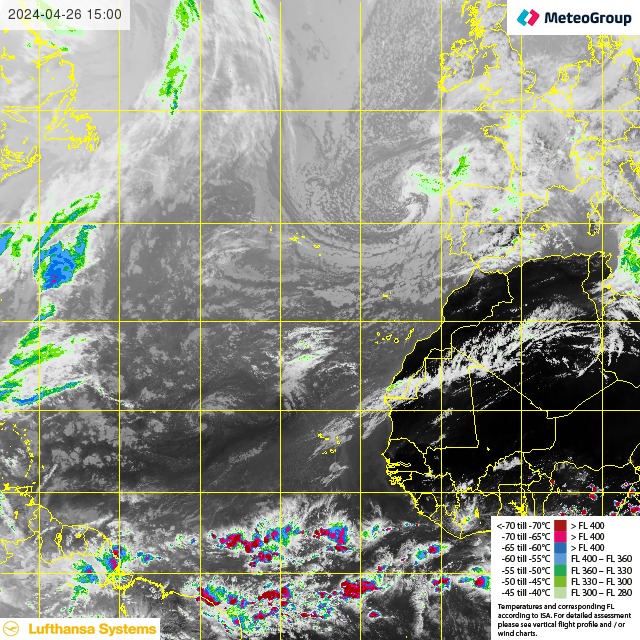 2024-04-26 15:00
MeteoGroup
<-70 till -70°C > FL 400
-70 till -65°C > FL 400
-65 till -60°C > FL 400
-60 till -55°C FL 400 – FL 360
-55 till -50°C FL 360 – FL 330
-50 till -45°C FL 330 – FL 300
-45 till -40°C FL 300 – FL 280
Temperatures and corresponding FL
according to ISA. For detailed assessment
please see vertical flight profile and / or
wind charts.
Lufthansa Systems